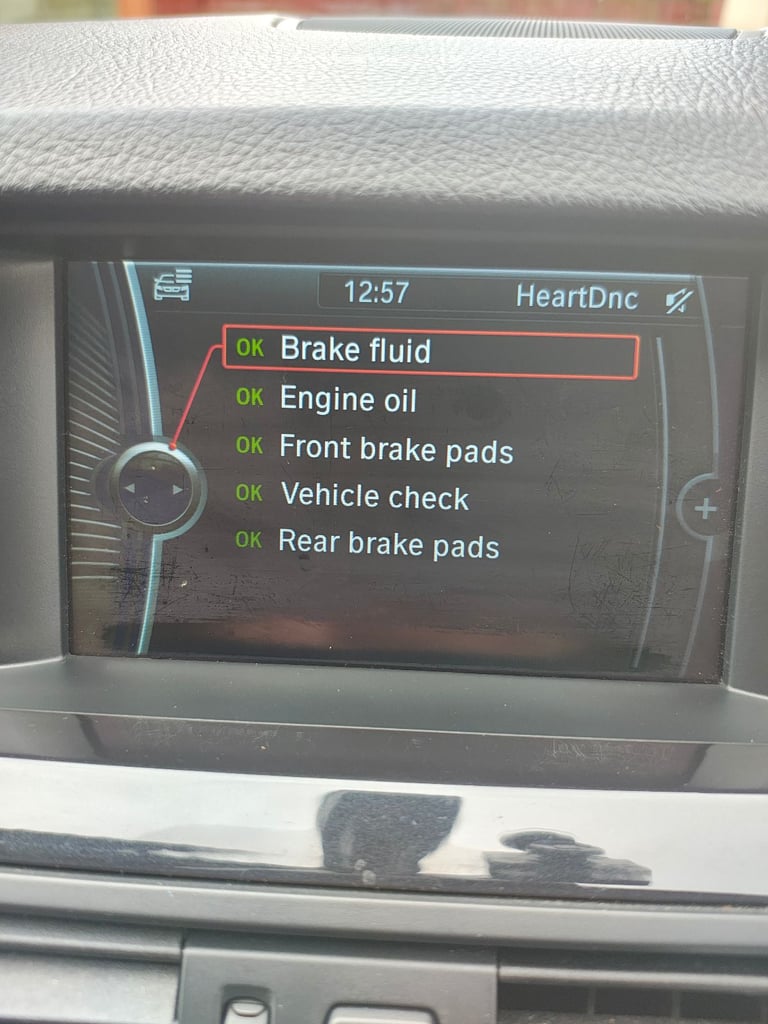 12:57 HeartDnc
OK Brake fluid
OK Engine oil
OK Front brake pads
OK Vehicle check
OK Rear brake pads